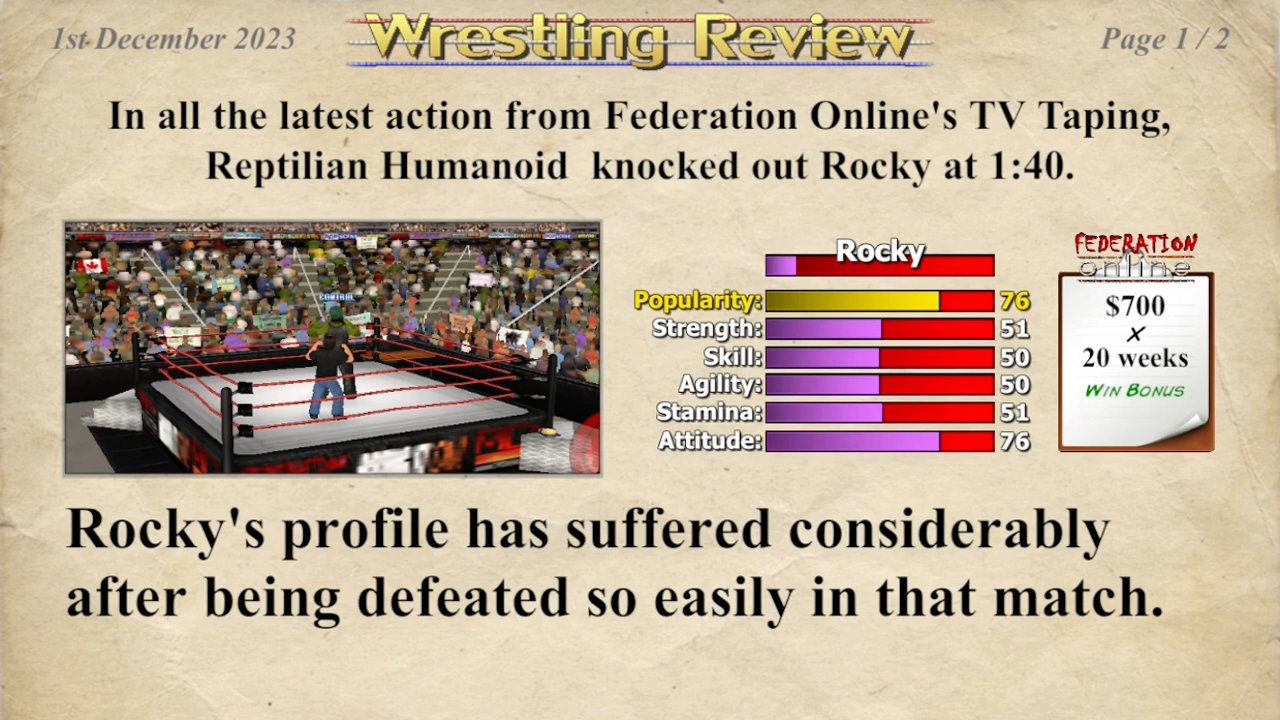 1st December 2023
Wrestling Review
Page 1 / 2
In all the latest action from Federation Online's TV Taping,
Reptilian Humanoid knocked out Rocky at 1:40.
CONTROL
Rocky
Popularity: 76
Strength: 51
Skill: 50
Agility: 50
Stamina: 51
Attitude: 76
FEDERATION
online
$700
X
20 weeks
WIN BONUS
Rocky's profile has suffered considerably
after being defeated so easily in that match.